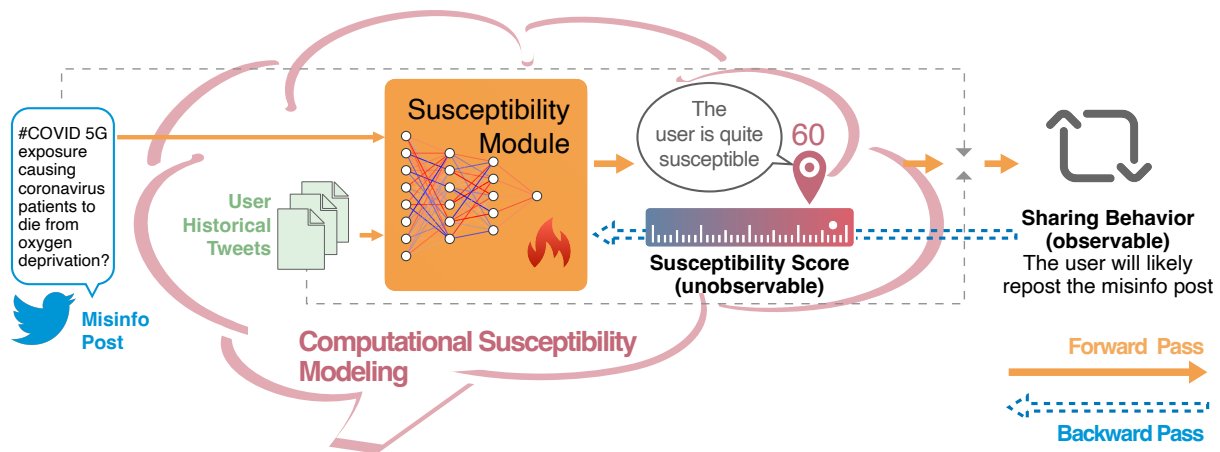 #COVID 5G
exposure
causing
coronavirus
patients to
die from
oxygen
deprivation?
Misinfo
Post
User
Historical
Tweets
Susceptibility
Module
The
user is quite
susceptible
60
Susceptibility Score
(unobservable)
Sharing Behavior
(observable)
The user will likely
repost the misinfo post
Computational Susceptibility
Modeling
Forward Pass
Backward Pass